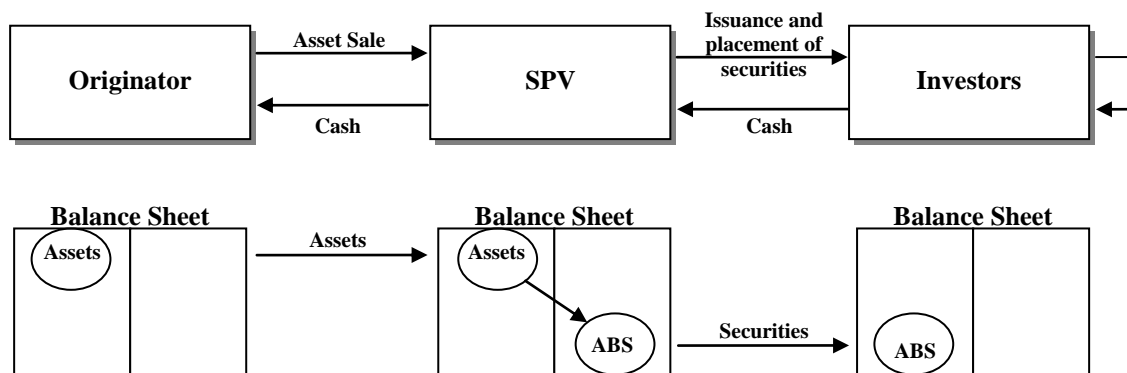 Originator
Asset Sale
Cash
SPV
Issuance and
placement of
securities
Cash
Investors
Balance Sheet
Balance Sheet
Balance Sheet
Assets
Assets
Assets
ABS
Securities
ABS